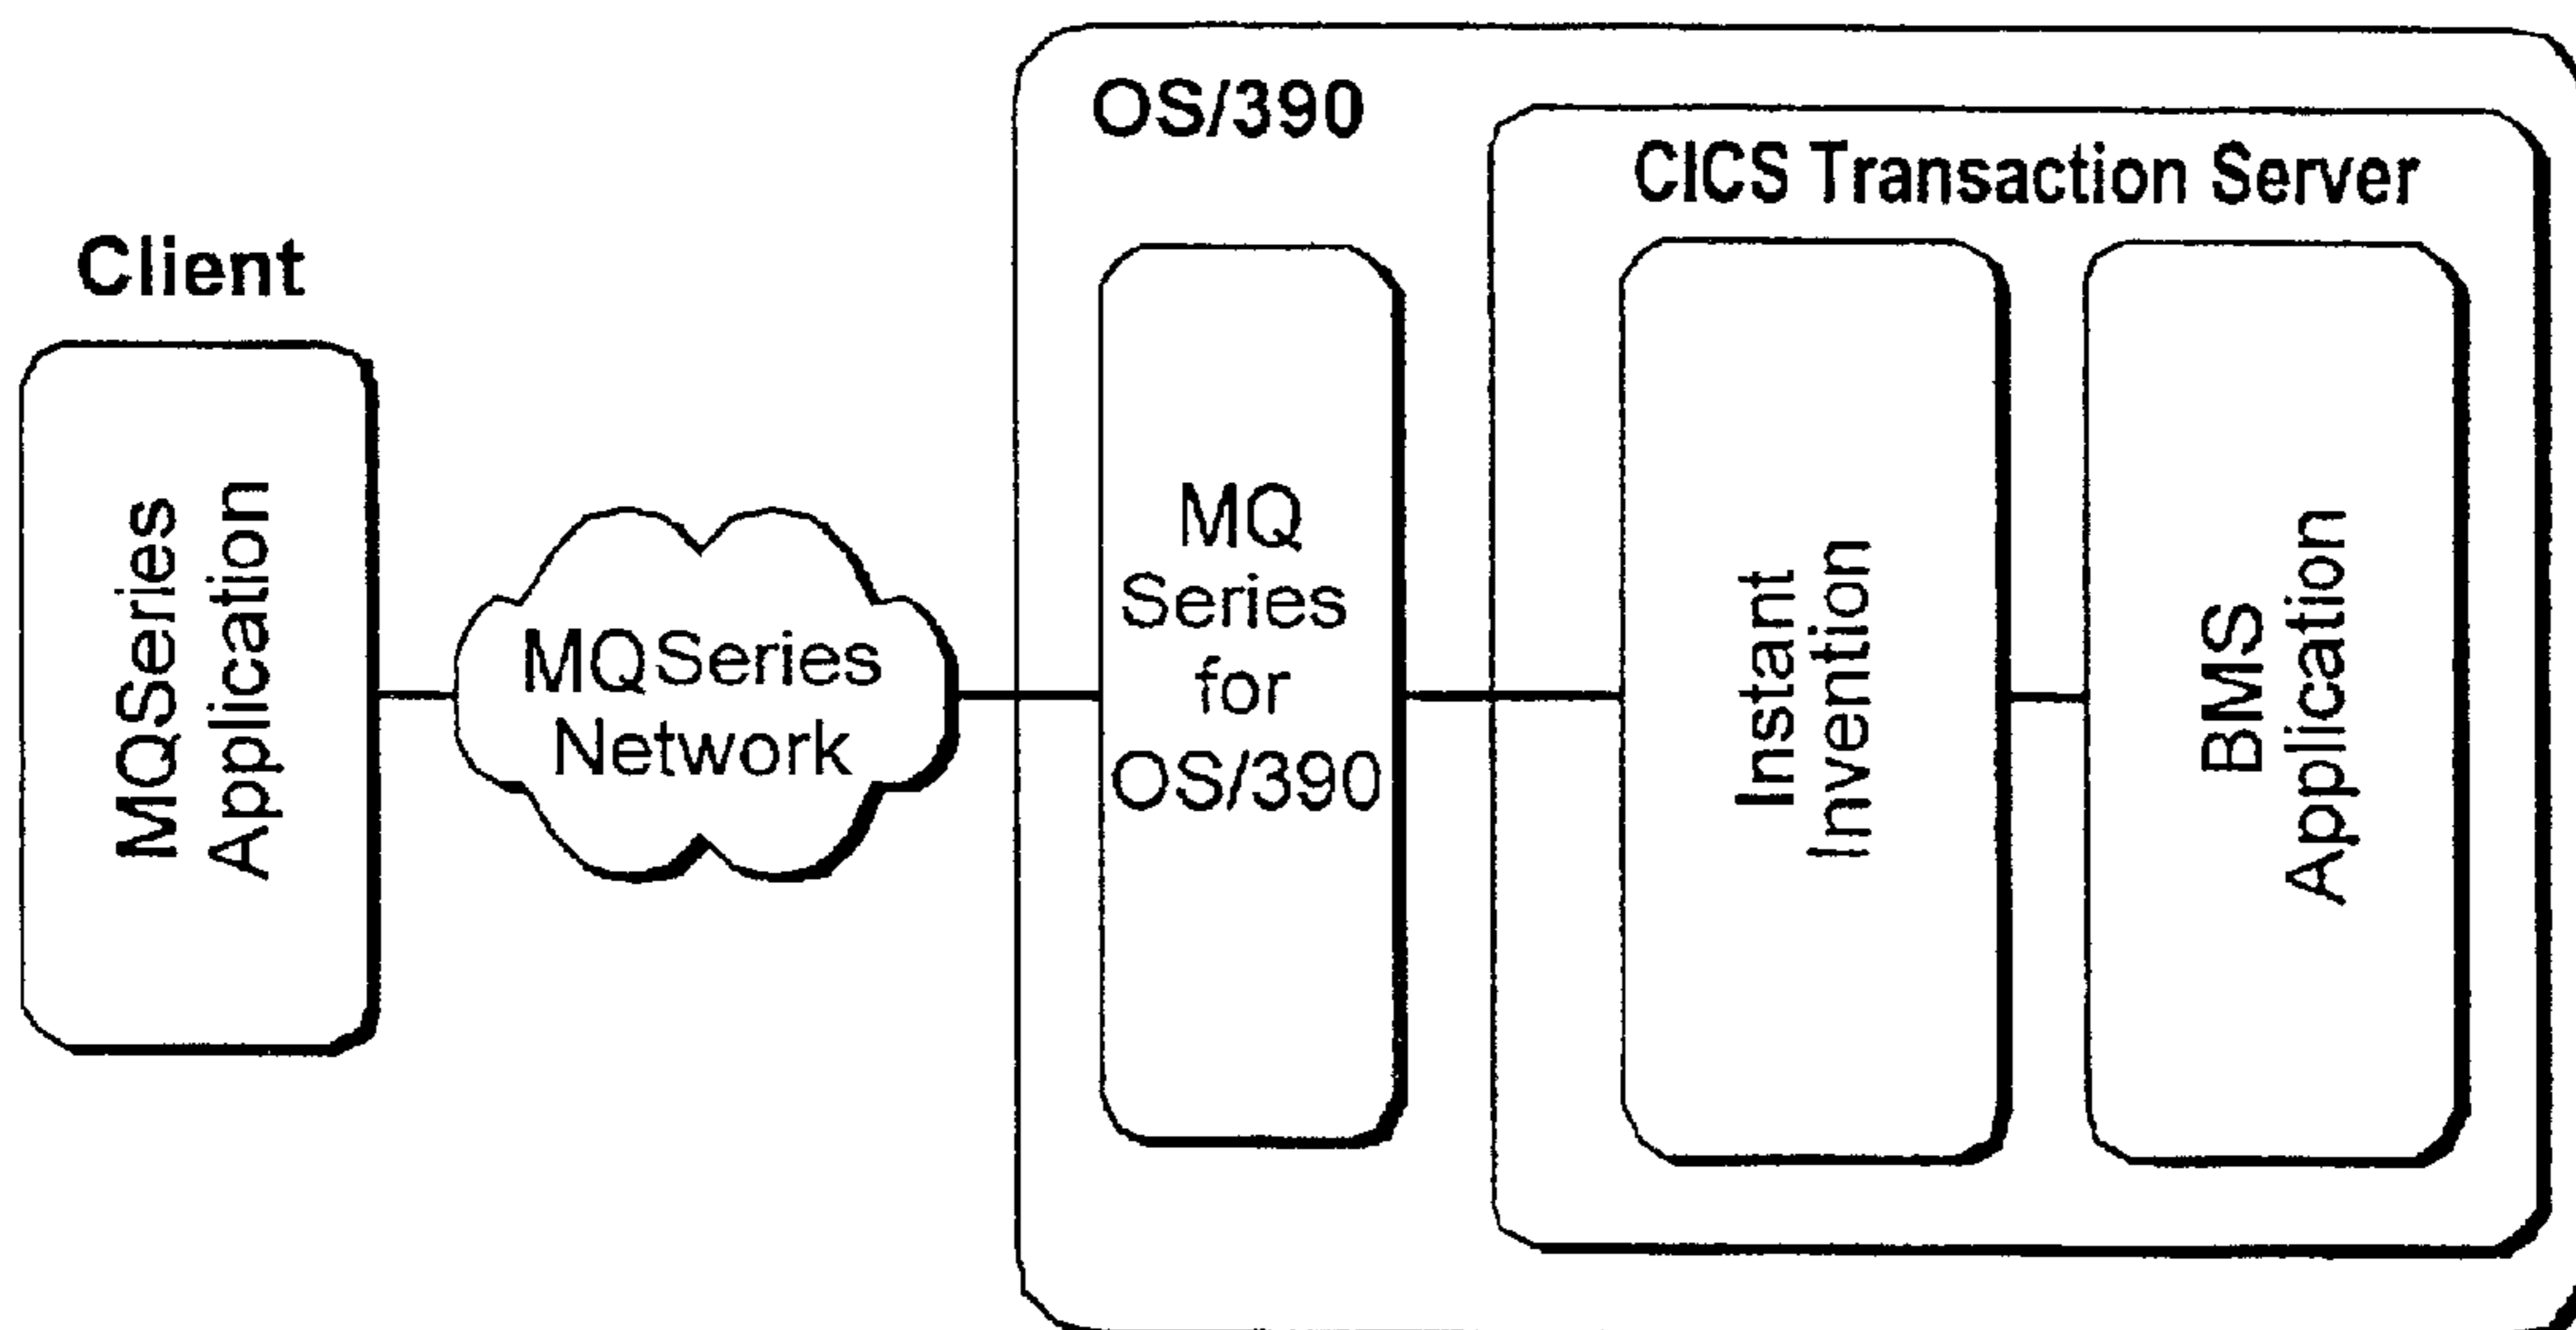 Client
MQSeries
Application
MQSeries
Network
OS/390
MQ
Series
for
OS/390
CICS Transaction Server
Instant
Invention
BMS
Application